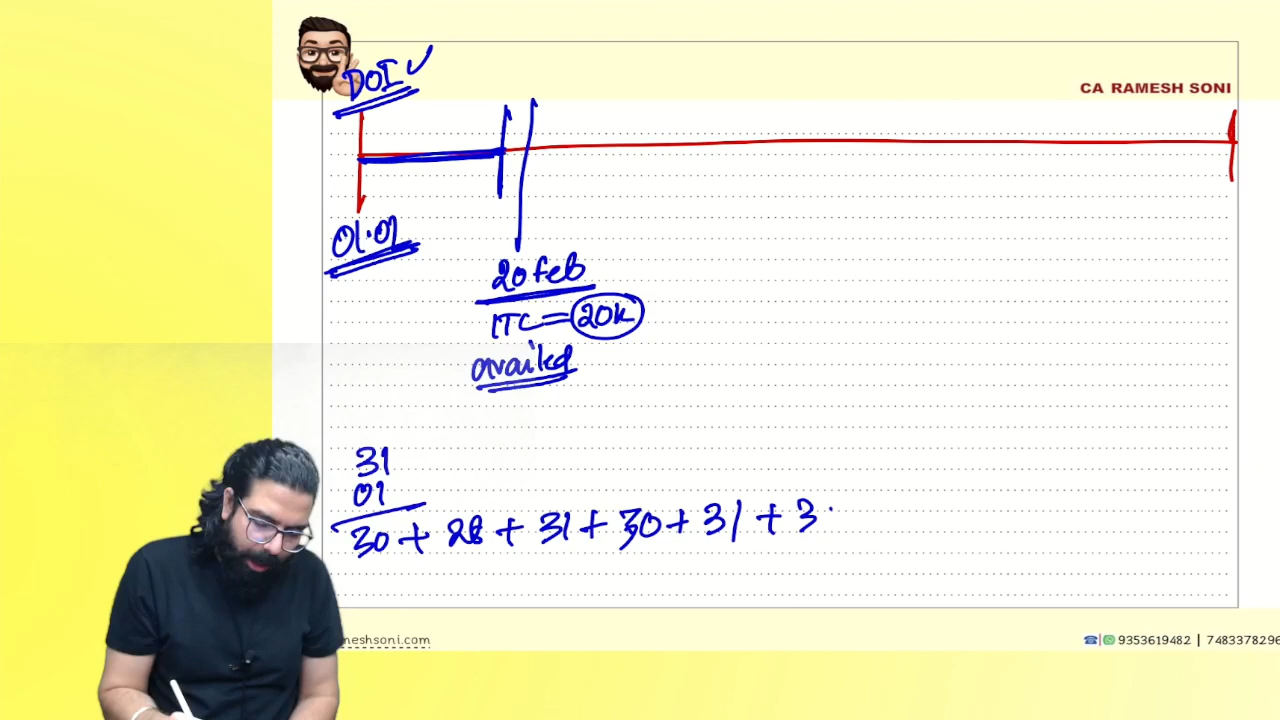 DOI ✓
CA RAMESH SONI
01.01
20 feb
ITC = 20k
availed
31
01
30 + 28 + 31 + 30 + 31 + 3
meshsoni.com
9353619482 | 7483378296